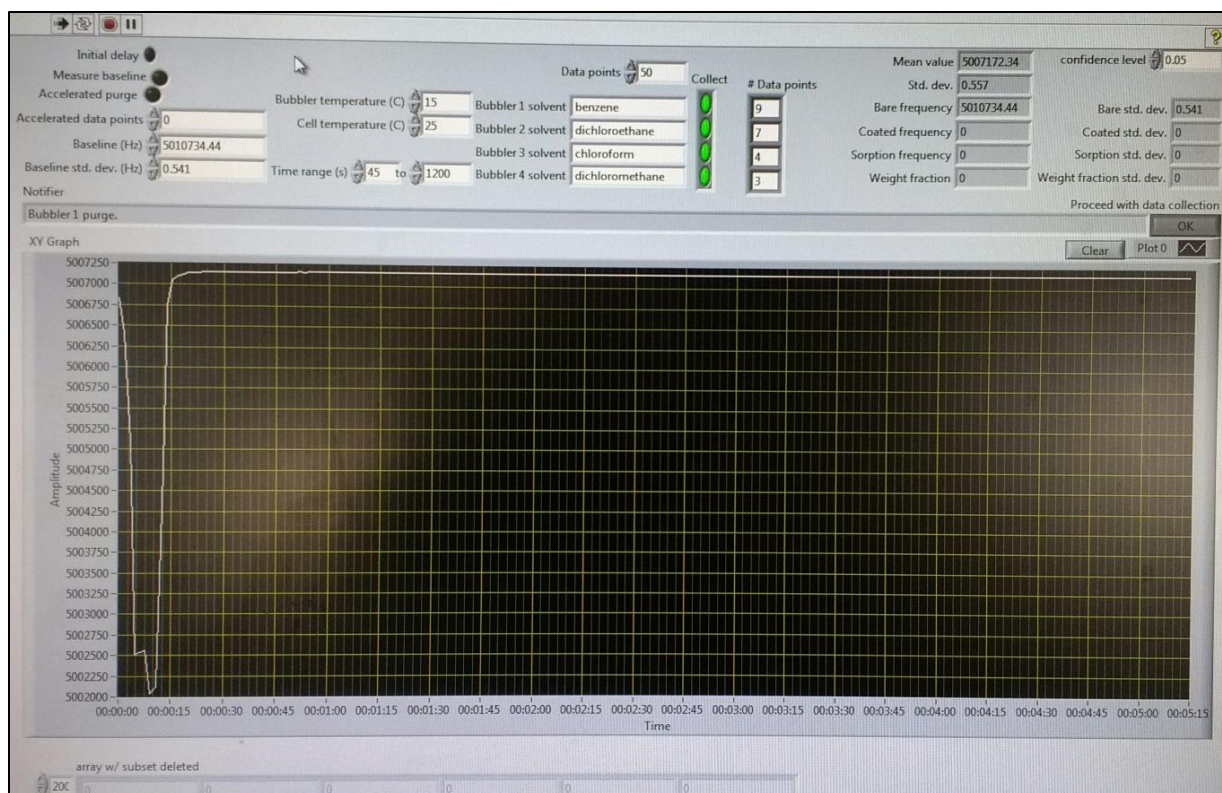 ?
Initial delay
Measure baseline
Accelerated purge
Accelerated data points 0
Baseline (Hz) 5010734.44
Baseline std. dev. (Hz) 0.541
Bubbler temperature (C) 15
Cell temperature (C) 25
Time range (s) 45 to 1200
Data points 50
Collect
# Data points
Bubbler 1 solvent benzene 9
Bubbler 2 solvent dichloroethane 7
Bubbler 3 solvent chloroform 4
Bubbler 4 solvent dichloromethane 3
Mean value 5007172.34
Std. dev. 0.557
Bare frequency 5010734.44
Coated frequency 0
Sorption frequency 0
Weight fraction 0
confidence level 0.05
Bare std. dev. 0.541
Coated std. dev. 0
Sorption std. dev. 0
Weight fraction std. dev. 0
Notifier
Bubbler 1 purge.
Proceed with data collection
OK
XY Graph
Clear
Plot 0
5007250
5007000
5006750
5006500
5006250
5006000
5005750
5005500
5005250
5005000
5004750
5004500
5004250
5004000
5003750
5003500
5003250
5003000
5002750
5002500
5002250
5002000
Amplitude
00:00:00 00:00:15 00:00:30 00:00:45 00:01:00 00:01:15 00:01:30 00:01:45 00:02:00 00:02:15 00:02:30 00:02:45 00:03:00 00:03:15 00:03:30 00:03:45 00:04:00 00:04:15 00:04:30 00:04:45 00:05:00 00:05:15
Time
array w/ subset deleted
0 0 0 0 0 0